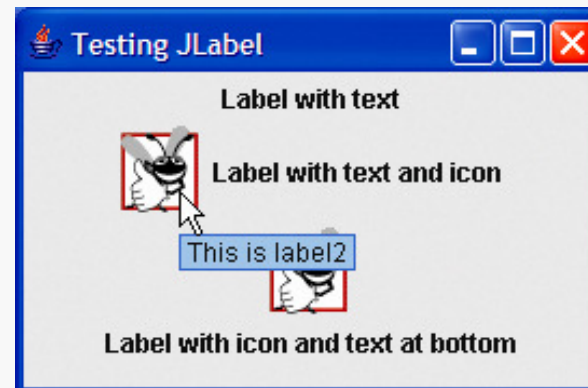 Testing JLabel
Label with text
Label with text and icon
This is label2
Label with icon and text at bottom